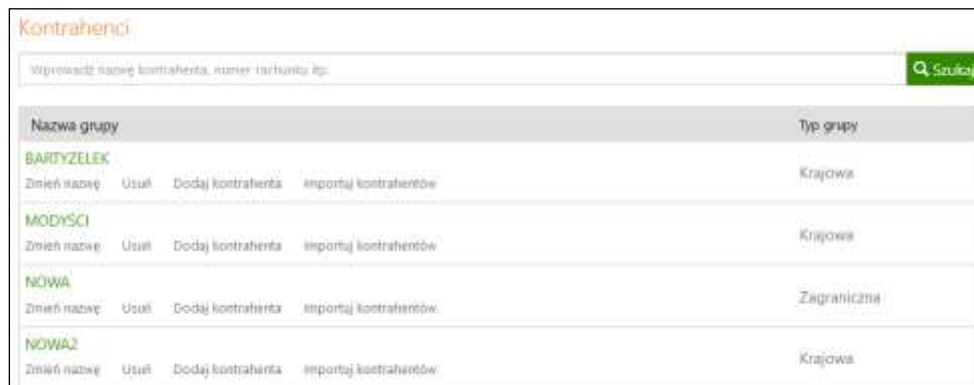 Kontrahenci
Wprowadź nazwę kontrahenta, numer rachunku itp.
Szukaj
Nazwa grupy Typ grupy
BARTYZELEK
Krajowa
Zmień nazwę Usuń Dodaj kontrahenta Importuj kontrahentów
MODYŚCI
Krajowa
Zmień nazwę Usuń Dodaj kontrahenta Importuj kontrahentów
NOWA
Zagraniczna
Zmień nazwę Usuń Dodaj kontrahenta Importuj kontrahentów
NOWA2
Krajowa
Zmień nazwę Usuń Dodaj kontrahenta Importuj kontrahentów